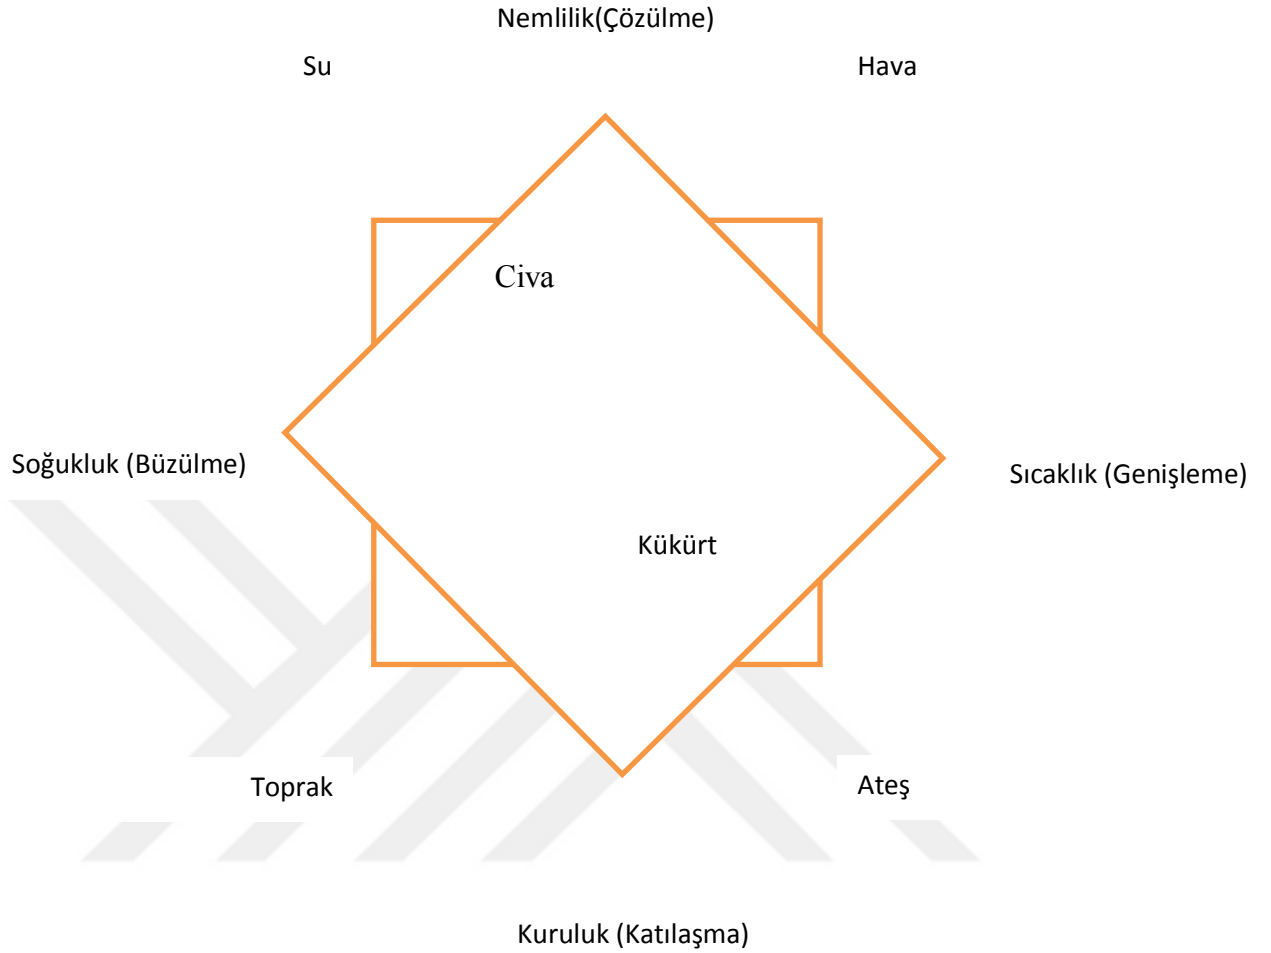 Nemlilik(Çözülme)
Su
Hava
Civa
Soğukluk (Büzülme)
Sıcaklık (Genişleme)
Kükürt
Toprak
Ateş
Kuruluk (Katılaşma)